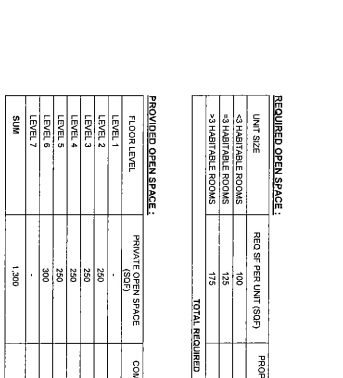 REQUIRED OPEN SPACE :
UNIT SIZE REQ SF PER UNIT (SQF) PROP
<3 HABITABLE ROOMS 100
=3 HABITABLE ROOMS 125
>3 HABITABLE ROOMS 175
TOTAL REQUIRED
PROVIDED OPEN SPACE :
FLOOR LEVEL PRIVATE OPEN SPACE (SQF) COM
LEVEL 1 -
LEVEL 2 250
LEVEL 3 250
LEVEL 4 250
LEVEL 5 250
LEVEL 6 300
LEVEL 7 -
SUM 1,300